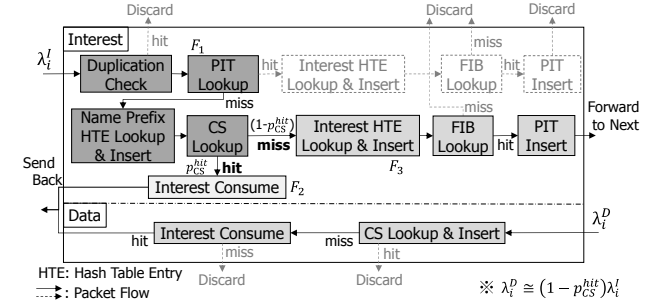 Discard
Discard
Discard
Interest
hit
miss
λ_i^I
Duplication
Check
F_1
PIT
Lookup
hit
Interest HTE
Lookup & Insert
FIB
Lookup
hit
PIT
Insert
miss
miss
Name Prefix
HTE Lookup
& Insert
CS
Lookup
(1-p_CS^hit)
miss
Interest HTE
Lookup & Insert
F_3
FIB
Lookup
hit
PIT
Insert
Forward
to Next
p_CS^hit
hit
Send
Back
Interest Consume
F_2
Data
hit
Interest Consume
miss
CS Lookup & Insert
λ_i^D
miss
hit
Discard
Discard
HTE: Hash Table Entry
: Packet Flow
※ λ_i^D ≅ (1 − p_CS^hit)λ_i^I